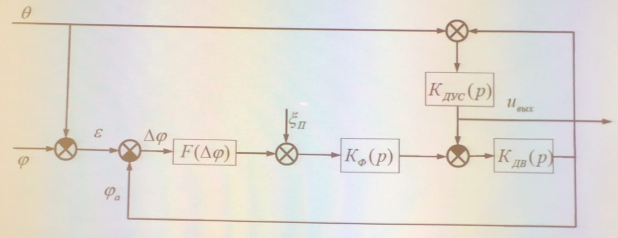 θ
K_ДУС(p)
u_вых
ξ_П
ε
Δφ
F(Δφ)
K_Ф(p)
K_ДВ(p)
φ
φ_a